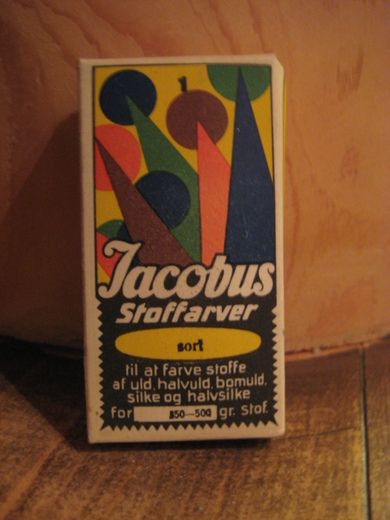 Jacobus
Stoffarver
sort
til at farve stoffe
af uld, halvuld, bomuld,
silke og halvsilke
for 350-500 gr. stof.